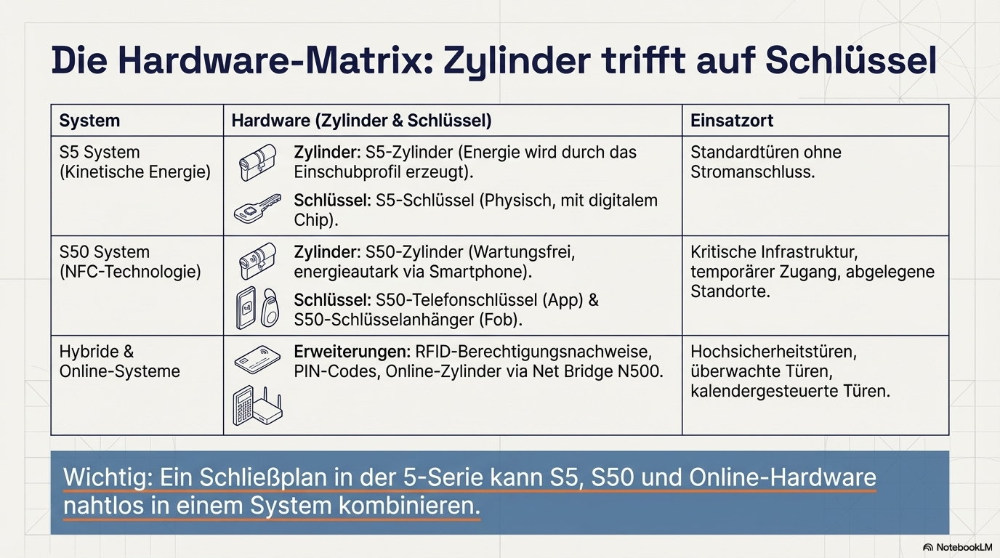 Die Hardware-Matrix: Zylinder trifft auf Schlüssel
System
Hardware (Zylinder & Schlüssel)
Einsatzort
S5 System
(Kinetische Energie)
Zylinder: S5-Zylinder (Energie wird durch das
Einschubprofil erzeugt).
Schlüssel: S5-Schlüssel (Physisch, mit digitalem
Chip).
Standardtüren ohne
Stromanschluss.
S50 System
(NFC-Technologie)
Zylinder: S50-Zylinder (Wartungsfrei,
energieautark via Smartphone).
Schlüssel: S50-Telefonschlüssel (App) &
S50-Schlüsselanhänger (Fob).
Kritische Infrastruktur,
temporärer Zugang, abgelegene
Standorte.
Hybride &
Online-Systeme
Erweiterungen: RFID-Berechtigungsnachweise,
PIN-Codes, Online-Zylinder via Net Bridge N500.
Hochsicherheitstüren,
überwachte Türen,
kalendergesteuerte Türen.
Wichtig: Ein Schließplan in der 5-Serie kann S5, S50 und Online-Hardware
nahtlos in einem System kombinieren.
NotebookLM